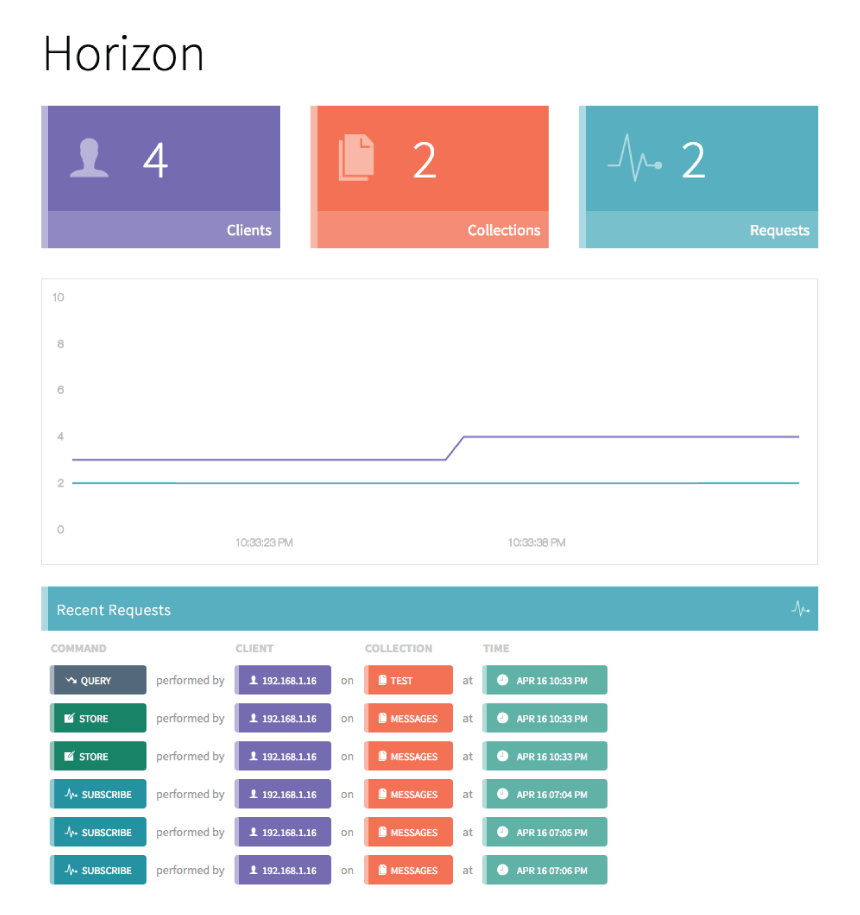 Horizon
4
2
2
Clients
Collections
Requests
10
8
6
4
2
0
10:33:23 PM
10:33:38 PM
Recent Requests
COMMAND CLIENT COLLECTION TIME
QUERY performed by 192.168.1.16 on TEST at APR 16 10:33 PM
STORE performed by 192.168.1.16 on MESSAGES at APR 16 10:33 PM
STORE performed by 192.168.1.16 on MESSAGES at APR 16 10:33 PM
SUBSCRIBE performed by 192.168.1.16 on MESSAGES at APR 16 07:04 PM
SUBSCRIBE performed by 192.168.1.16 on MESSAGES at APR 16 07:05 PM
SUBSCRIBE performed by 192.168.1.16 on MESSAGES at APR 16 07:06 PM